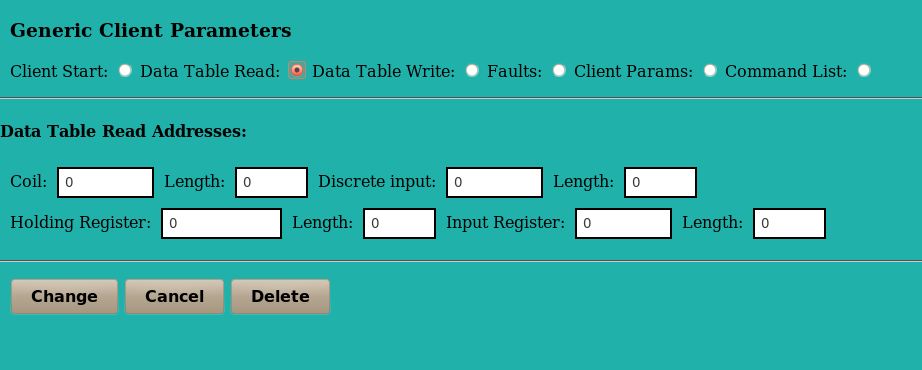 Generic Client Parameters
Client Start: Data Table Read: Data Table Write: Faults: Client Params: Command List:
Data Table Read Addresses:
Coil: 0 Length: 0 Discrete input: 0 Length: 0
Holding Register: 0 Length: 0 Input Register: 0 Length: 0
Change Cancel Delete